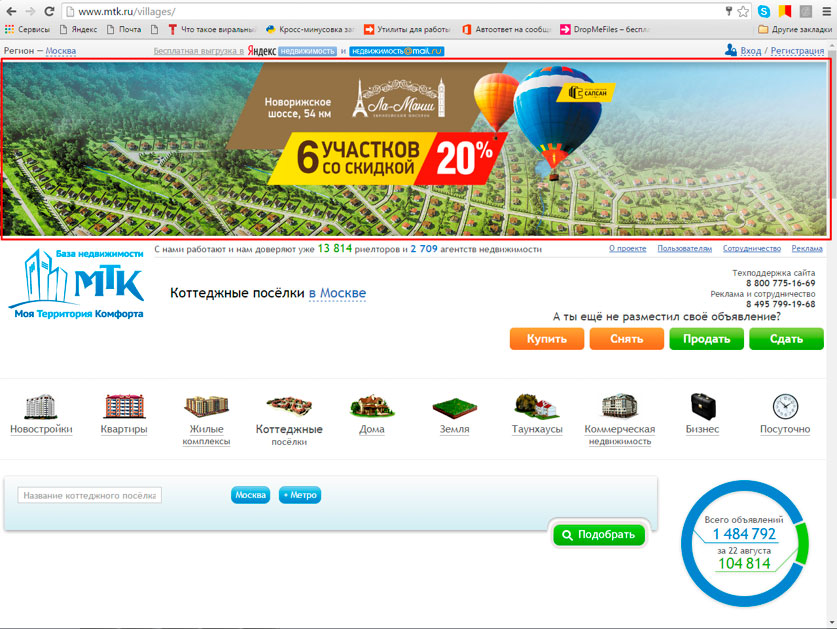 www.mtk.ru/villages/
Сервисы Яндекс Почта Что такое виральны Кросс-минусовка за Утилиты для работы Автоответ на сообщ DropMeFiles – беспл Другие закладки
Регион — Москва Бесплатная выгрузка в Яндекс недвижимость и недвижимость@mail.ru Вход / Регистрация
Новорижское
шоссе, 54 км
Ла-Манш
САПСАН
6 УЧАСТКОВ
СО СКИДКОЙ
20%
С нами работают и нам доверяют уже 13 814 риелторов и 2 709 агентств недвижимости
О проекте Пользователям Сотрудничество Реклама
База недвижимости
МТК
Моя Территория Комфорта
Коттеджные посёлки в Москве
Техподдержка сайта
8 800 775-16-69
Реклама и сотрудничество
8 495 799-19-68
А ты ещё не разместил своё объявление?
Купить Снять Продать Сдать
Новостройки
Квартиры
Жилые
комплексы
Коттеджные
посёлки
Дома
Земля
Таунхаусы
Коммерческая
недвижимость
Бизнес
Посуточно
Название коттеджного посёлка
Москва
+ Метро
Подобрать
Всего объявлений
1 484 792
за 22 августа
104 814